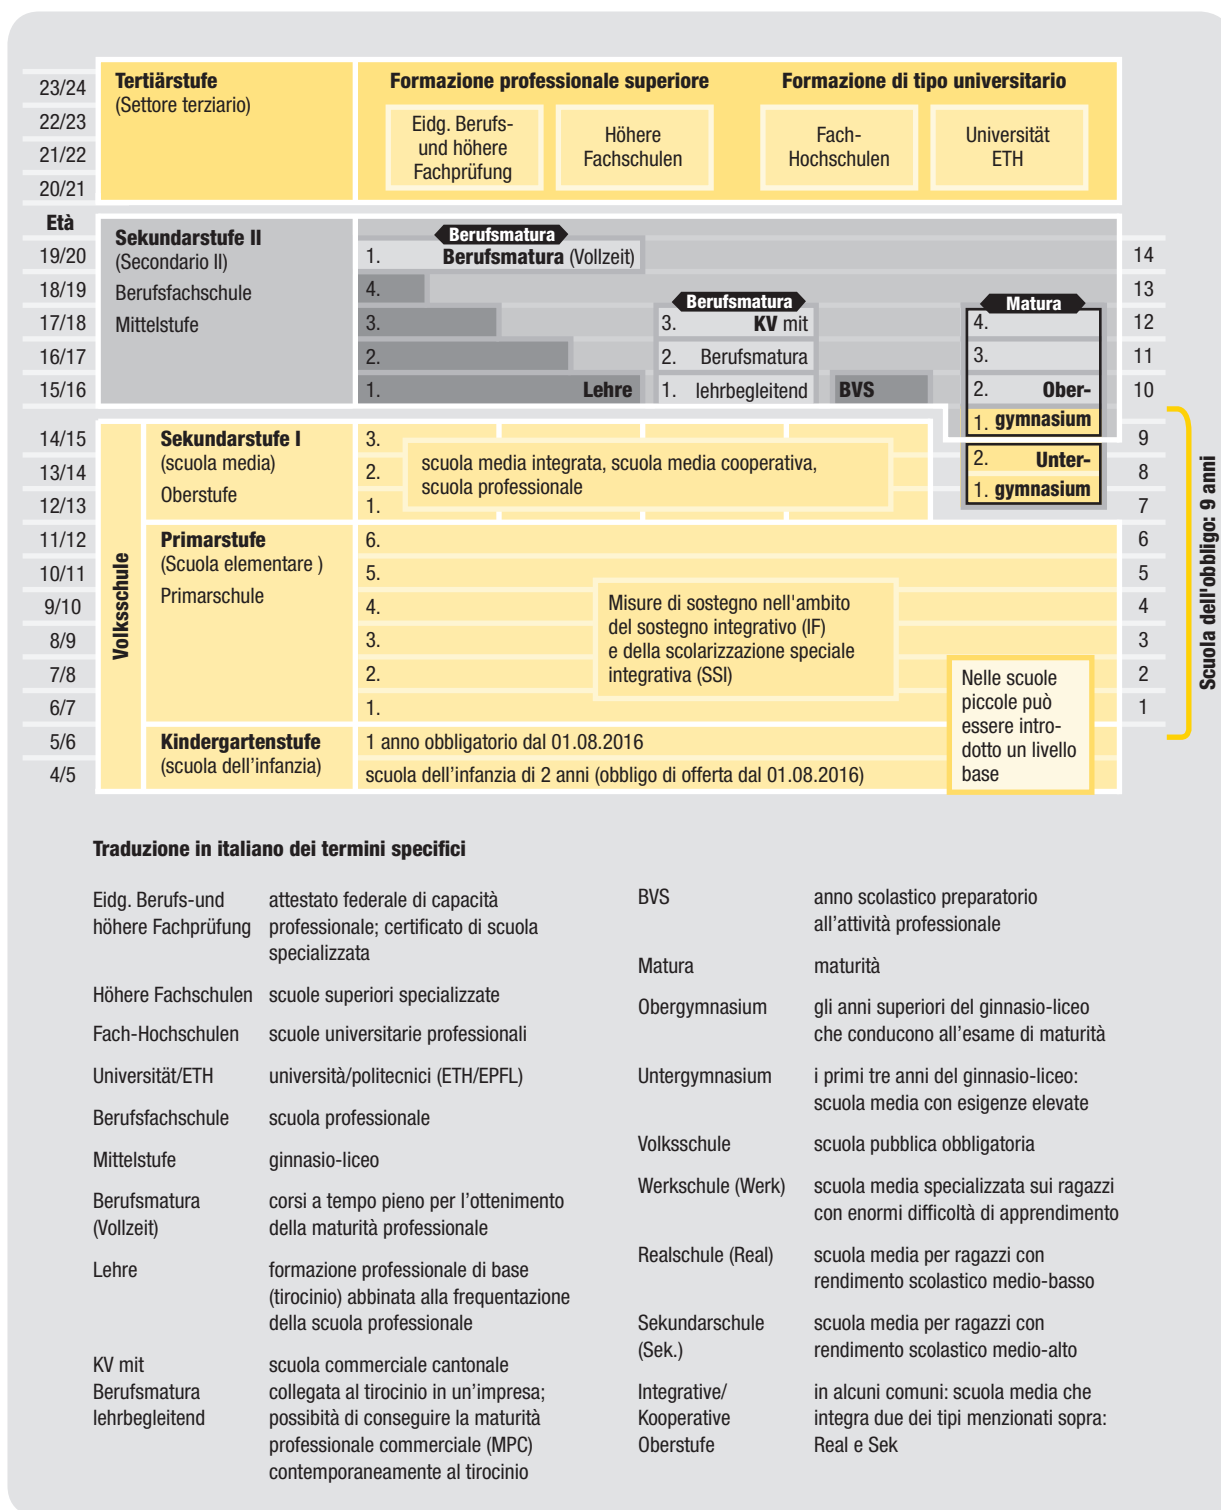 23/24
22/23
21/22
20/21
Tertiärstufe
(Settore terziario)
Formazione professionale superiore
Formazione di tipo universitario
Eidg. Berufs-
und höhere
Fachprüfung
Höhere
Fachschulen
Fach-
Hochschulen
Universität
ETH
Età
19/20
18/19
17/18
16/17
15/16
Sekundarstufe II
(Secondario II)
Berufsfachschule
Mittelstufe
Berufsmatura
1. Berufsmatura (Vollzeit)
4.
3.
2.
1. Lehre
Berufsmatura
3. KV mit
2. Berufsmatura
1. lehrbegleitend
BVS
Matura
4.
3.
2. Ober-
1. gymnasium
2. Unter-
1. gymnasium
14
13
12
11
10
9
8
7
6
5
4
3
2
1
Scuola dell'obbligo: 9 anni
14/15
13/14
12/13
11/12
10/11
9/10
8/9
7/8
6/7
5/6
4/5
Volksschule
Sekundarstufe I
(scuola media)
Oberstufe
3.
2.
1.
scuola media integrata, scuola media cooperativa,
scuola professionale
Primarstufe
(Scuola elementare )
Primarschule
6.
5.
4.
3.
2.
1.
Misure di sostegno nell'ambito
del sostegno integrativo (IF)
e della scolarizzazione speciale
integrativa (SSI)
Nelle scuole
piccole può
essere intro-
dotto un livello
base
Kindergartenstufe
(scuola dell'infanzia)
1 anno obbligatorio dal 01.08.2016
scuola dell'infanzia di 2 anni (obbligo di offerta dal 01.08.2016)
Traduzione in italiano dei termini specifici
Eidg. Berufs-und
höhere Fachprüfung
attestato federale di capacità
professionale; certificato di scuola
specializzata
Höhere Fachschulen
scuole superiori specializzate
Fach-Hochschulen
scuole universitarie professionali
Universität/ETH
università/politecnici (ETH/EPFL)
Berufsfachschule
scuola professionale
Mittelstufe
ginnasio-liceo
Berufsmatura
(Vollzeit)
corsi a tempo pieno per l'ottenimento
della maturità professionale
Lehre
formazione professionale di base
(tirocinio) abbinata alla frequentazione
della scuola professionale
KV mit
Berufsmatura
lehrbegleitend
scuola commerciale cantonale
collegata al tirocinio in un'impresa;
possibità di conseguire la maturità
professionale commerciale (MPC)
contemporaneamente al tirocinio
BVS
anno scolastico preparatorio
all'attività professionale
Matura
maturità
Obergymnasium
gli anni superiori del ginnasio-liceo
che conducono all'esame di maturità
Untergymnasium
i primi tre anni del ginnasio-liceo:
scuola media con esigenze elevate
Volksschule
scuola pubblica obbligatoria
Werkschule (Werk)
scuola media specializzata sui ragazzi
con enormi difficoltà di apprendimento
Realschule (Real)
scuola media per ragazzi con
rendimento scolastico medio-basso
Sekundarschule
(Sek.)
scuola media per ragazzi con
rendimento scolastico medio-alto
Integrative/
Kooperative
Oberstufe
in alcuni comuni: scuola media che
integra due dei tipi menzionati sopra:
Real e Sek